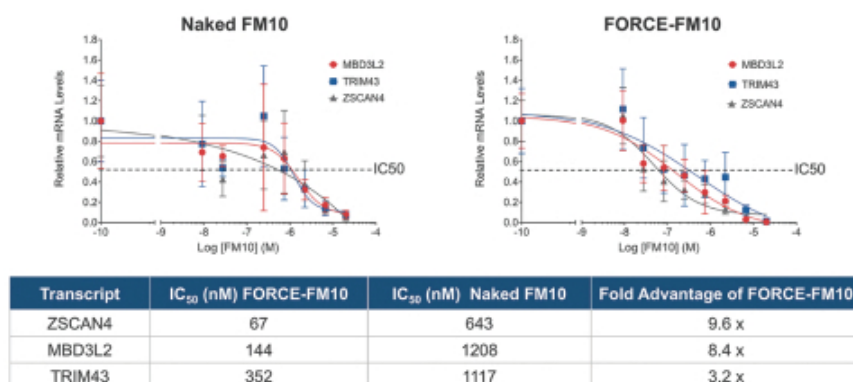 Naked FM10
FORCE-FM10
1.8
1.6
1.4
1.2
1.0
0.8
0.6
0.4
0.2
0.0
Relative mRNA Levels
MBD3L2
TRIM43
ZSCAN4
IC50
-10 -9 -8 -7 -6 -5 -4
Log [FM10] (M)
1.8
1.6
1.4
1.2
1.0
0.8
0.6
0.4
0.2
0.0
Relative mRNA Levels
MBD3L2
TRIM43
ZSCAN4
IC50
-10 -9 -8 -7 -6 -5 -4
Log [FM10] (M)
Transcript IC50 (nM) FORCE-FM10 IC50 (nM) Naked FM10 Fold Advantage of FORCE-FM10
ZSCAN4 67 643 9.6 x
MBD3L2 144 1208 8.4 x
TRIM43 352 1117 3.2 x